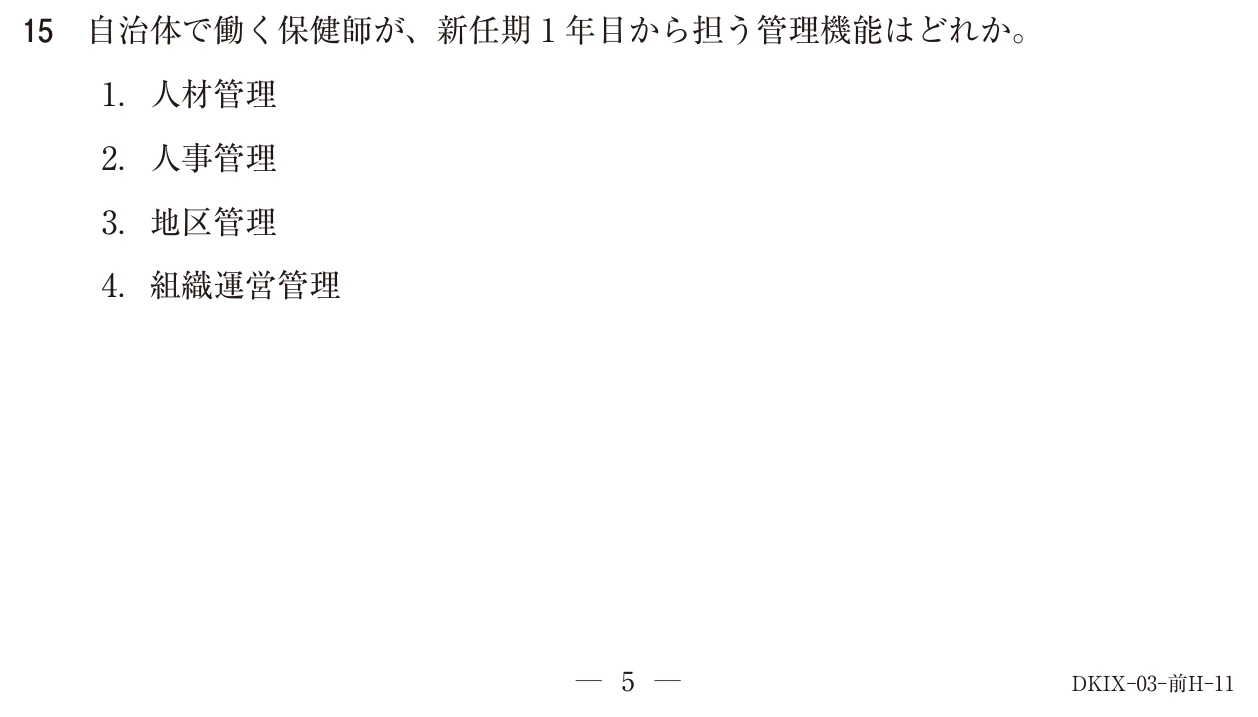 15 自治体で働く保健師が、新任期1年目から担う管理機能はどれか。
1. 人材管理
2. 人事管理
3. 地区管理
4. 組織運営管理
— 5 —
DKIX-03-前H-11